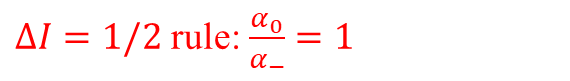 ΔI = 1/2 rule: α₀/α₋ = 1